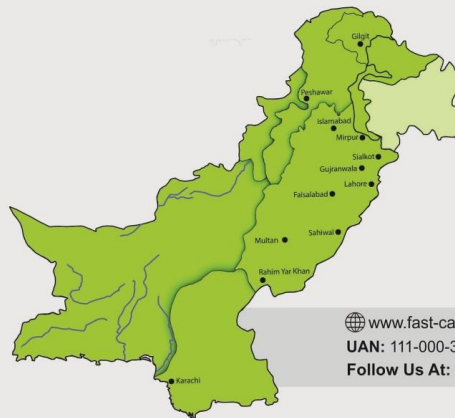 Gilgit
Peshawar
Islamabad
Mirpur
Sialkot
Gujranwala
Lahore
Faisalabad
Sahiwal
Multan
Rahim Yar Khan
Karachi
www.fast-ca
UAN: 111-000-3
Follow Us At: